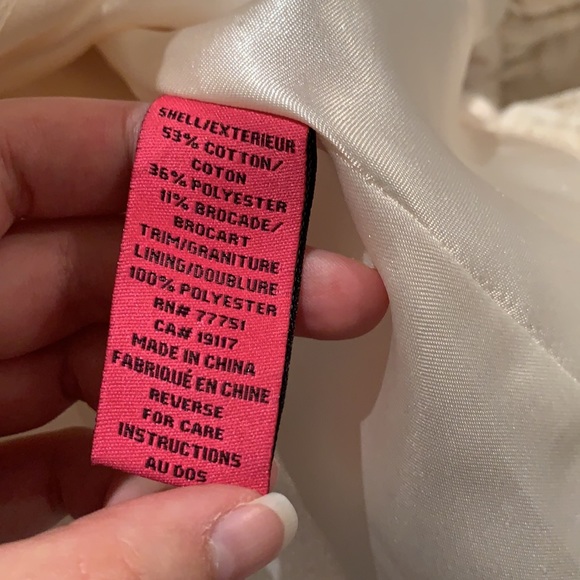 SHELL/EXTERIEUR
53% COTTON/
COTON
36% POLYESTER
11% BROCADE/
BROCART
TRIM/GRANITURE
LINING/DOUBLURE
100% POLYESTER
RN# 77751
CA# 19117
MADE IN CHINA
FABRIQUÉ EN CHINE
REVERSE
FOR CARE
INSTRUCTIONS
AU DOS